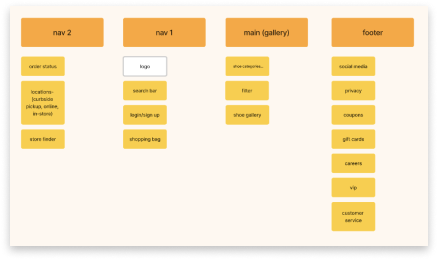 nav 2
order status
locations-
(curbside
pickup, online,
in-store)
store finder
nav 1
logo
search bar
login/sign up
shopping bag
main (gallery)
shoe categories...
filter
shoe gallery
footer
social media
privacy
coupons
gift cards
careers
vip
customer
service